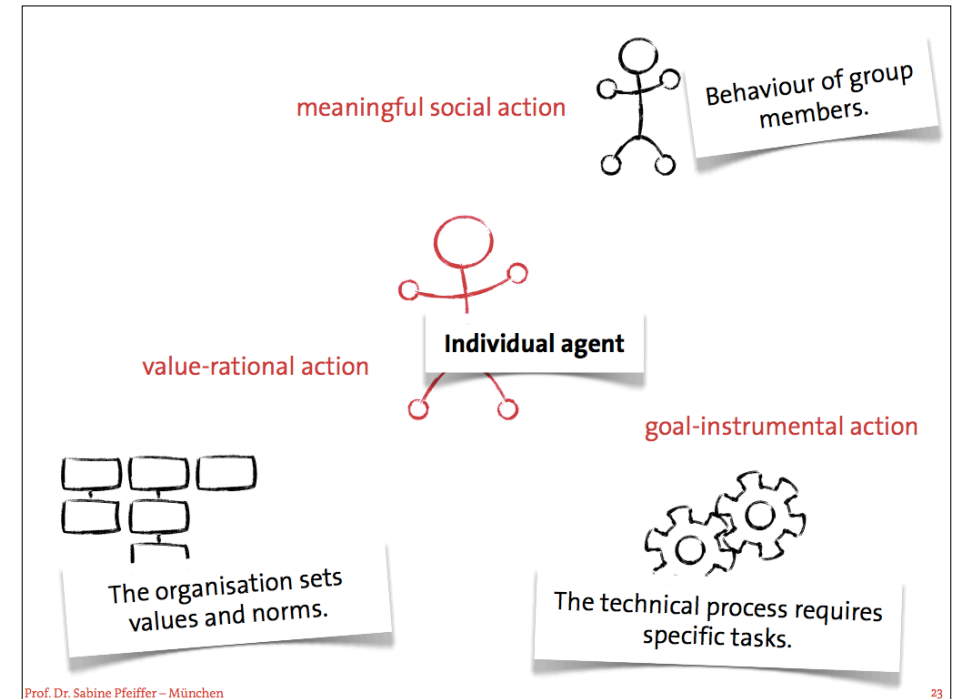 meaningful social action
Behaviour of group
members.
Individual agent
value-rational action
goal-instrumental action
The organisation sets
values and norms.
The technical process requires
specific tasks.
Prof. Dr. Sabine Pfeiffer – München
23